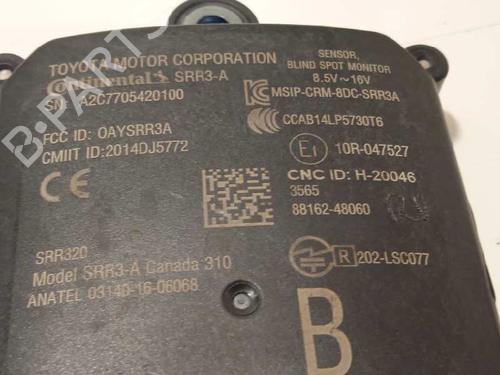 TOYOTA MOTOR CORPORATION
Continental SRR3-A
SN: A2C7705420100
FCC ID: OAYSRR3A
CMIIT ID:2014DJ5772
CE
SRR320
Model SRR3-A Canada 310
ANATEL 03140-16-06068
SENSOR,
BLIND SPOT MONITOR
8.5V~16V
MSIP-CRM-8DC-SRR3A
CCAB14LP5730T6
E1 10R-047527
CNC ID: H-20046
3565
88162-48060
R 202-LSC077
B
B-PARTS